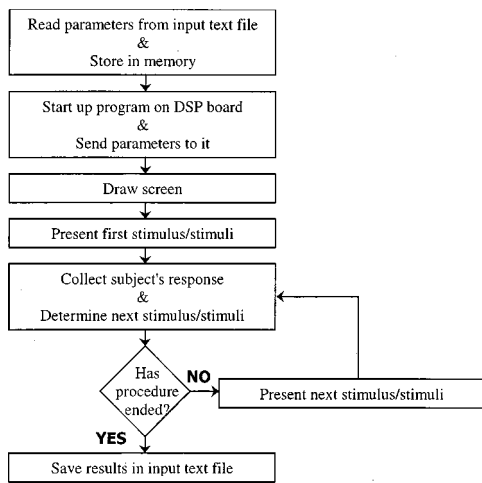 Read parameters from input text file
&
Store in memory
Start up program on DSP board
&
Send parameters to it
Draw screen
Present first stimulus/stimuli
Collect subject's response
&
Determine next stimulus/stimuli
Has
procedure
ended?
NO
Present next stimulus/stimuli
YES
Save results in input text file